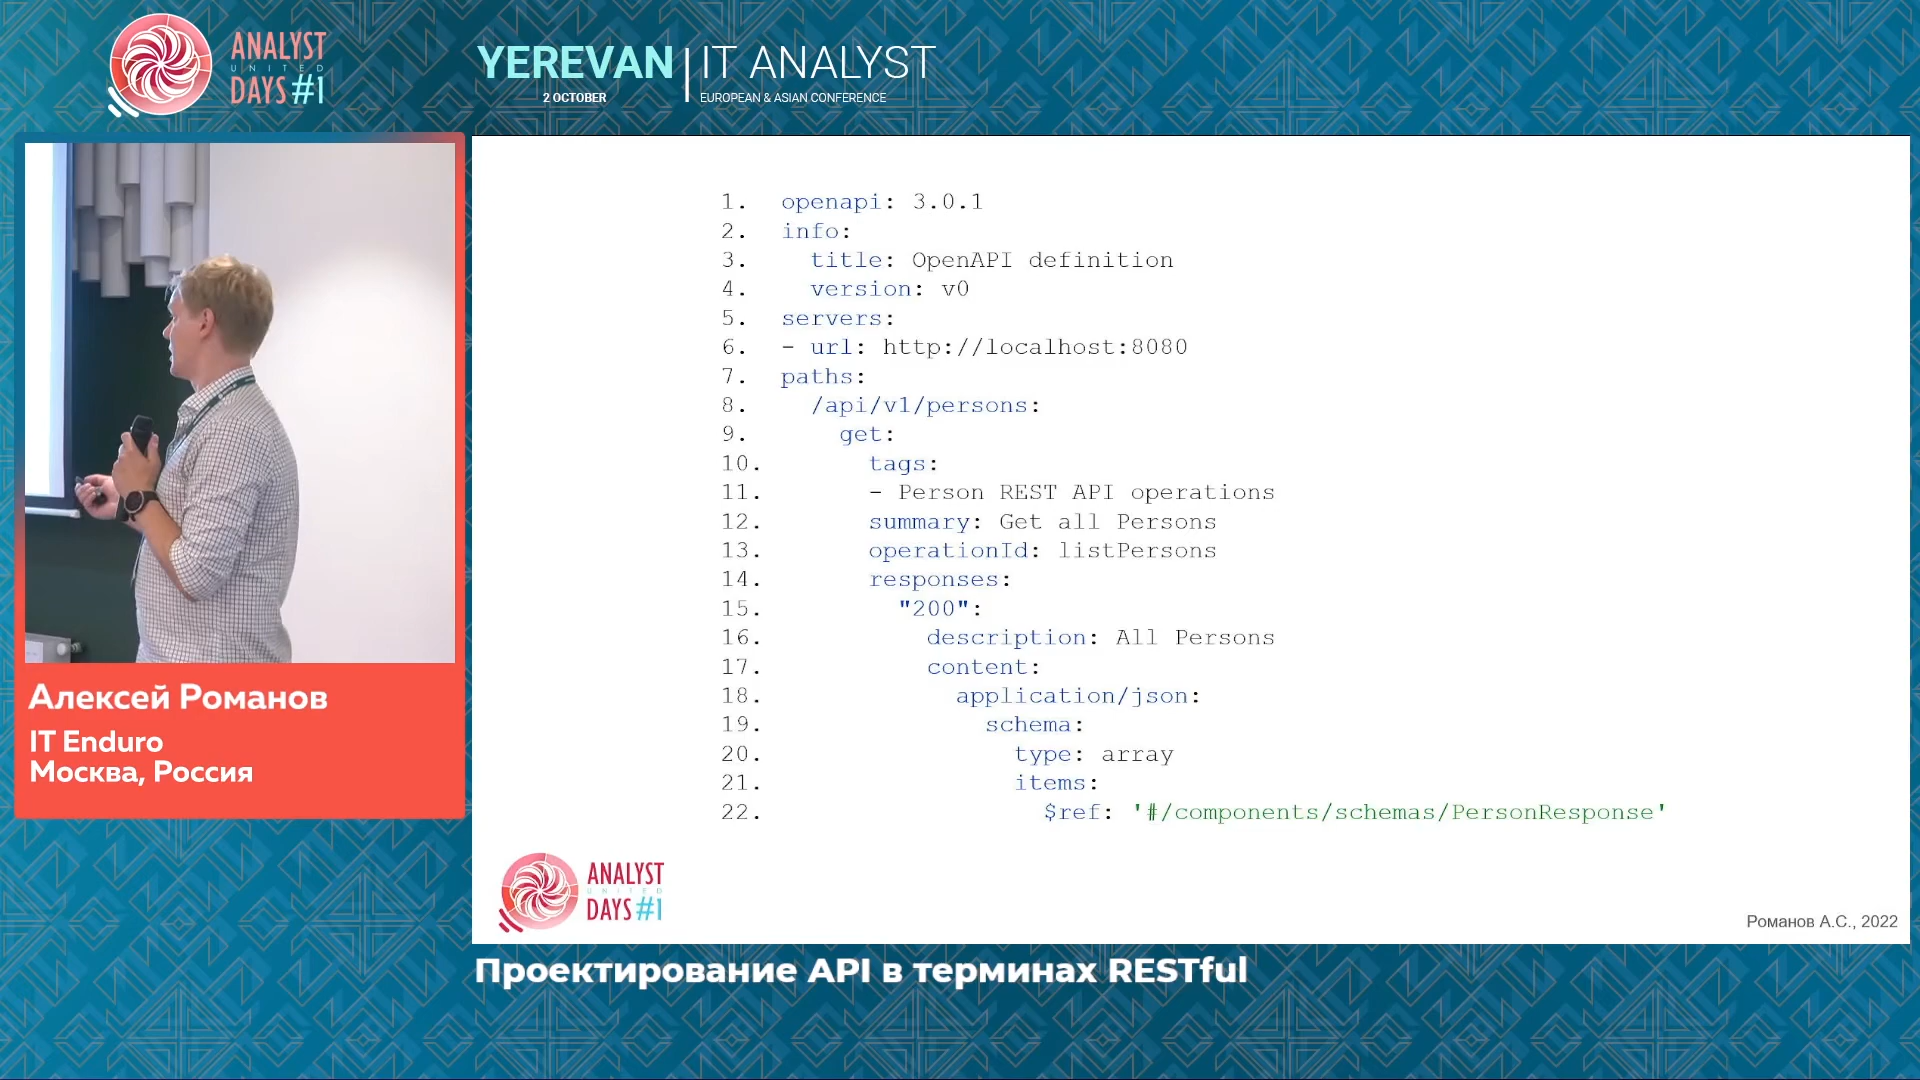 ANALYST
UNITED
DAYS #1
YEREVAN
2 OCTOBER
IT ANALYST
EUROPEAN & ASIAN CONFERENCE
Алексей Романов
IT Enduro
Москва, Россия
1. openapi: 3.0.1
2. info:
3. title: OpenAPI definition
4. version: v0
5. servers:
6. - url: http://localhost:8080
7. paths:
8. /api/v1/persons:
9. get:
10. tags:
11. - Person REST API operations
12. summary: Get all Persons
13. operationId: listPersons
14. responses:
15. "200":
16. description: All Persons
17. content:
18. application/json:
19. schema:
20. type: array
21. items:
22. $ref: '#/components/schemas/PersonResponse'
ANALYST
UNITED
DAYS #1
Романов А.С., 2022
Проектирование API в терминах RESTful